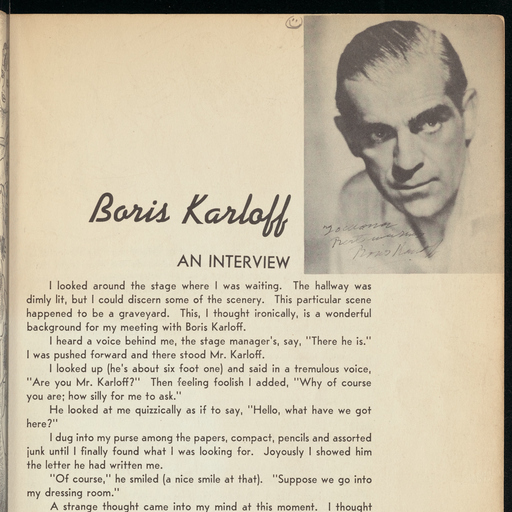 Boris Karloff
AN INTERVIEW
I looked around the stage where I was waiting. The hallway was
dimly lit, but I could discern some of the scenery. This particular scene
happened to be a graveyard. This, I thought ironically, is a wonderful
background for my meeting with Boris Karloff.
I heard a voice behind me, the stage manager's, say, "There he is."
I was pushed forward and there stood Mr. Karloff.
I looked up (he's about six foot one) and said in a tremulous voice,
"Are you Mr. Karloff?" Then feeling foolish I added, "Why of course
you are; how silly for me to ask."
He looked at me quizzically as if to say, "Hello, what have we got
here?"
I dug into my purse among the papers, compact, pencils and assorted
junk until I finally found what I was looking for. Joyously I showed him
the letter he had written me.
"Of course," he smiled (a nice smile at that). "Suppose we go into
my dressing room."
A strange thought came into my mind at this moment. I thought